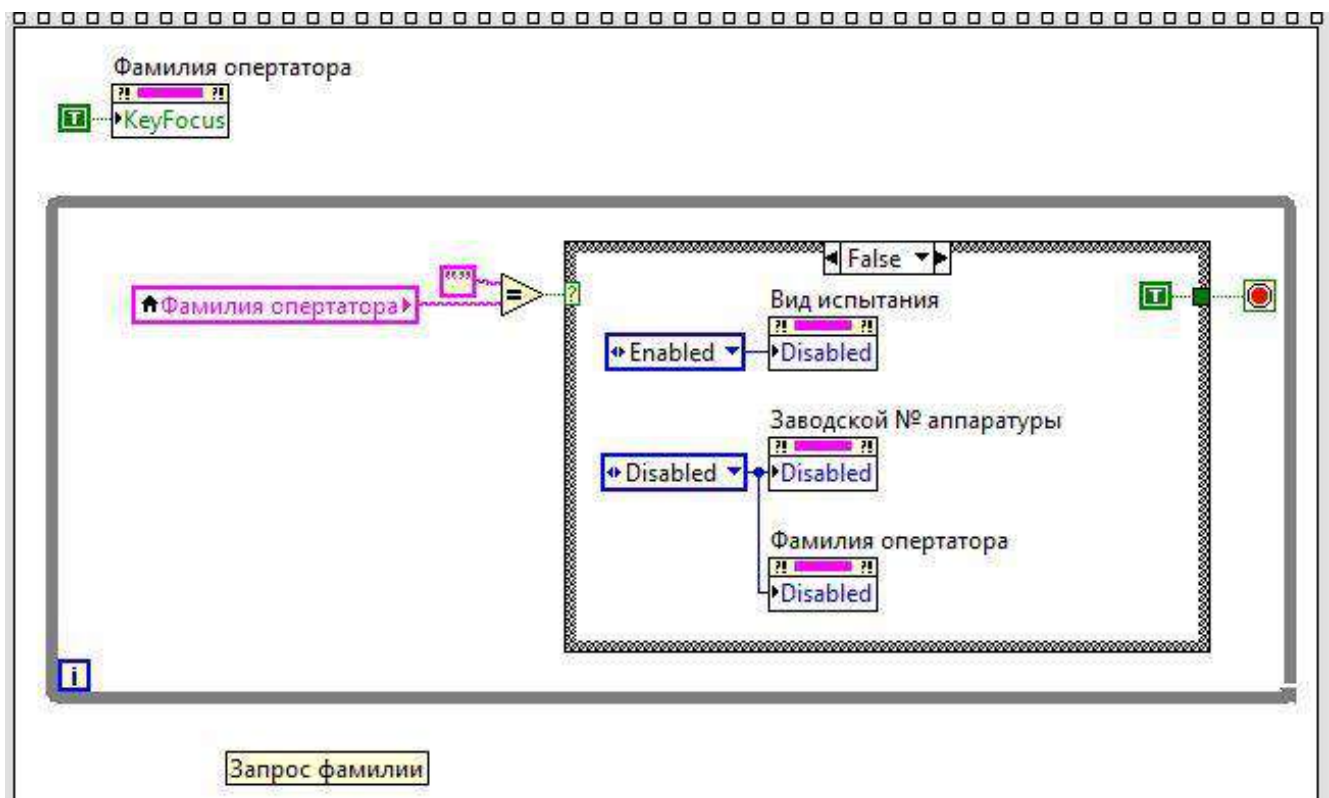 Фамилия опертатора
?! ?!
T
KeyFocus
False
Фамилия опертатора
=
?
T
Вид испытания
?! ?!
Enabled
Disabled
Заводской № аппаратуры
?! ?!
Disabled
Disabled
Фамилия опертатора
?! ?!
Disabled
i
Запрос фамилии